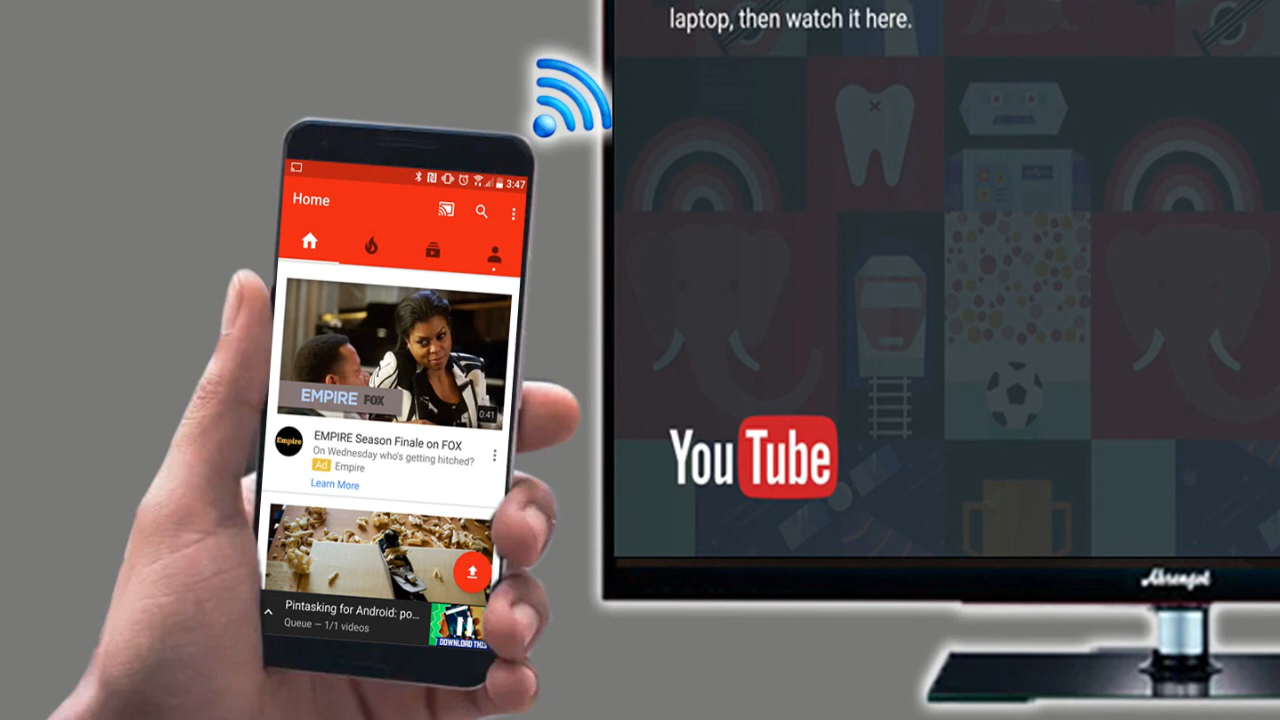 laptop, then watch it here.
3:47
Home
EMPIRE FOX
0:41
Empire
EMPIRE Season Finale on FOX
On Wednesday who's getting hitched?
Ad Empire
Learn More
Pintasking for Android: po...
Queue — 1/1 videos
DOWNLOAD THIS
YouTube